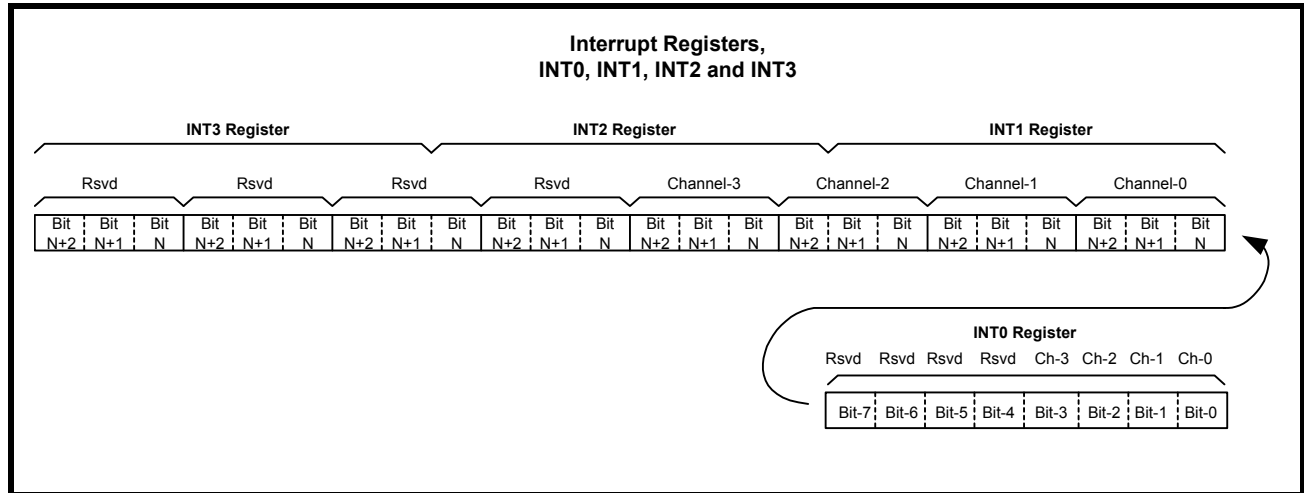 Interrupt Registers,
INT0, INT1, INT2 and INT3
INT3 Register INT2 Register INT1 Register
Rsvd Rsvd Rsvd Rsvd Channel-3 Channel-2 Channel-1 Channel-0
Bit Bit Bit Bit Bit Bit Bit Bit Bit Bit Bit Bit Bit Bit Bit Bit Bit Bit Bit Bit Bit Bit Bit Bit
N+2 N+1 N N+2 N+1 N N+2 N+1 N N+2 N+1 N N+2 N+1 N N+2 N+1 N N+2 N+1 N N+2 N+1 N
INT0 Register
Rsvd Rsvd Rsvd Rsvd Ch-3 Ch-2 Ch-1 Ch-0
Bit-7 Bit-6 Bit-5 Bit-4 Bit-3 Bit-2 Bit-1 Bit-0